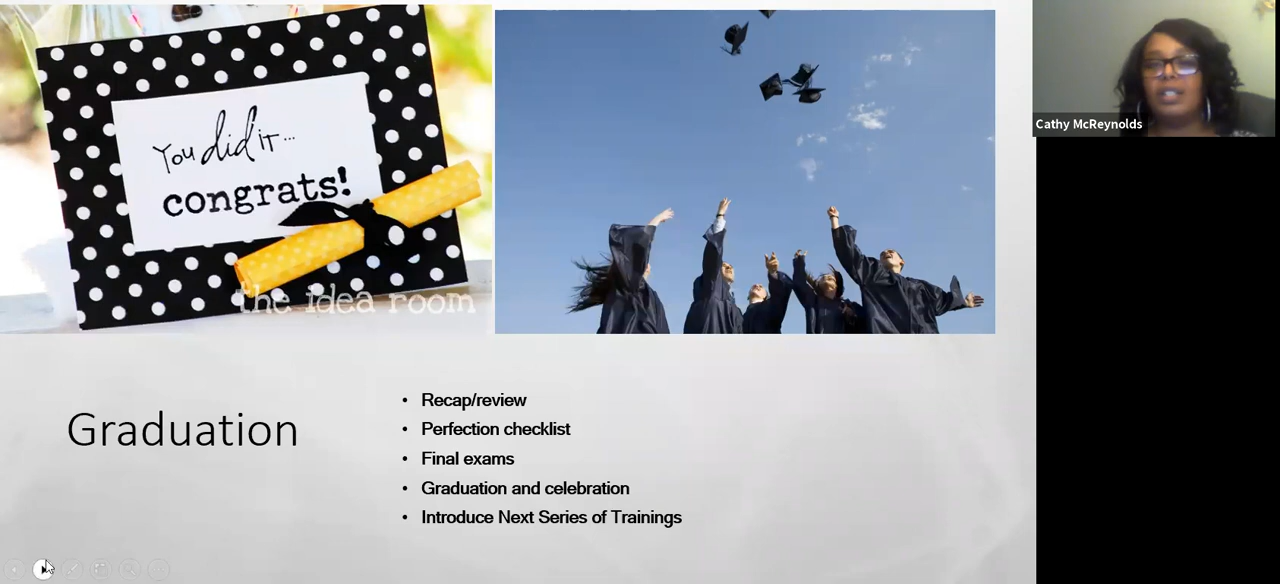 You did it...
congrats!
the idea room
Cathy McReynolds
Graduation
• Recap/review
• Perfection checklist
• Final exams
• Graduation and celebration
• Introduce Next Series of Trainings